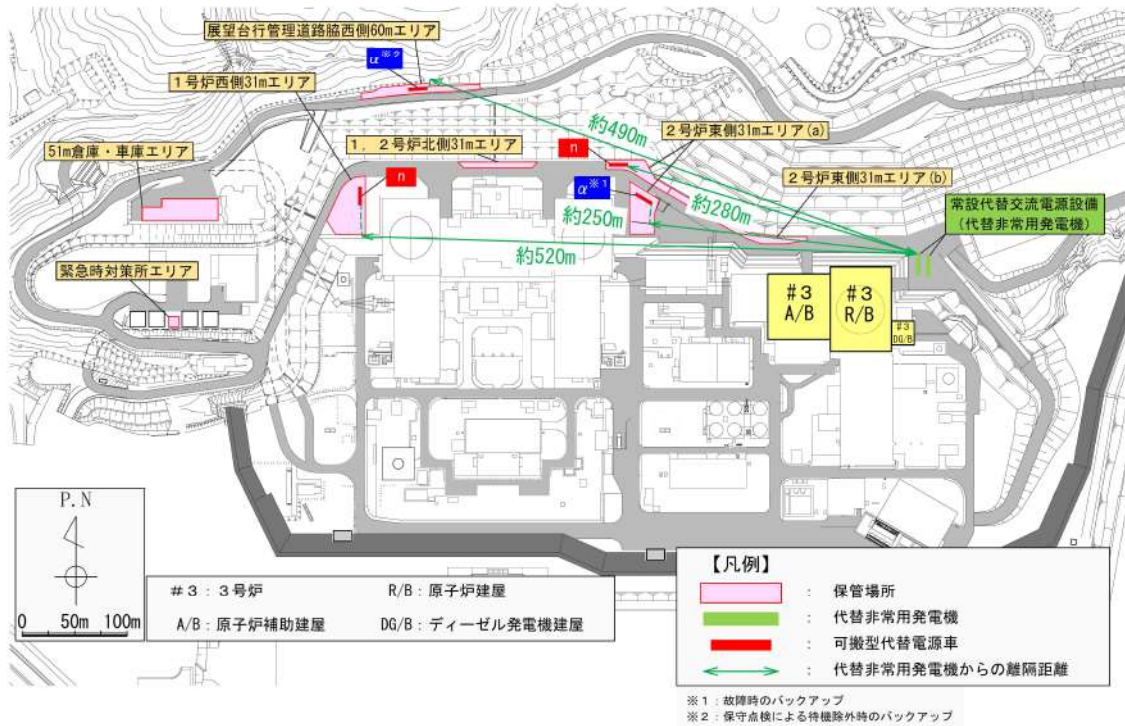 展望台行管理道路脇西側60mエリア
α※2
1号炉西側31mエリア
51m倉庫・車庫エリア
1,2号炉北側31mエリア
n
n
約490m
2号炉東側31mエリア(a)
α※1
2号炉東側31mエリア(b)
約280m
約250m
常設代替交流電源設備
(代替非常用発電機)
約520m
緊急時対策所エリア
#3
A/B
#3
R/B
#3
DG/B
P.N
0 50m 100m
#3:3号炉
R/B:原子炉建屋
A/B:原子炉補助建屋
DG/B:ディーゼル発電機建屋
【凡例】
: 保管場所
: 代替非常用発電機
: 可搬型代替電源車
: 代替非常用発電機からの離隔距離
※1:故障時のバックアップ
※2:保守点検による待機除外時のバックアップ